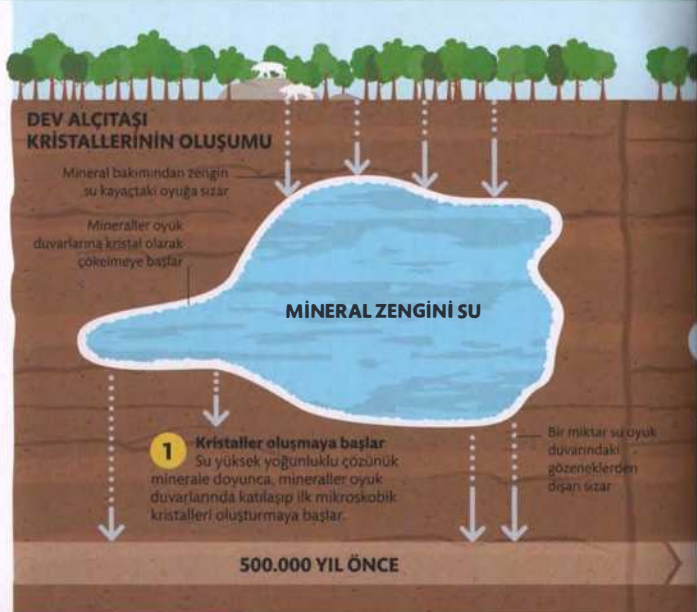 DEV ALÇITAŞI
KRİSTALLERİNİN OLUŞUMU
Mineral bakımından zengin
su kayaçtaki oyuğa sızar
Mineraller oyuk
duvarlarına kristal olarak
çökelmeye başlar
MİNERAL ZENGİNİ SU
1
Kristaller oluşmaya başlar
Su yüksek yoğunluklu çözünük
minerale doyunca, mineraller oyuk
duvarlarında katılaşıp ilk mikroskobik
kristalleri oluşturmaya başlar.
Bir miktar su oyuk
duvarındaki
gözeneklerden
dışarı sızar
500.000 YIL ÖNCE